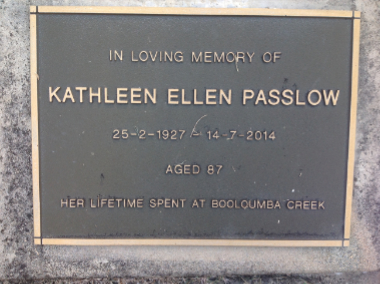 IN LOVING MEMORY OF
KATHLEEN ELLEN PASSLOW
25-2-1927 - 14-7-2014
AGED 87
HER LIFETIME SPENT AT BOOLOUMBA CREEK